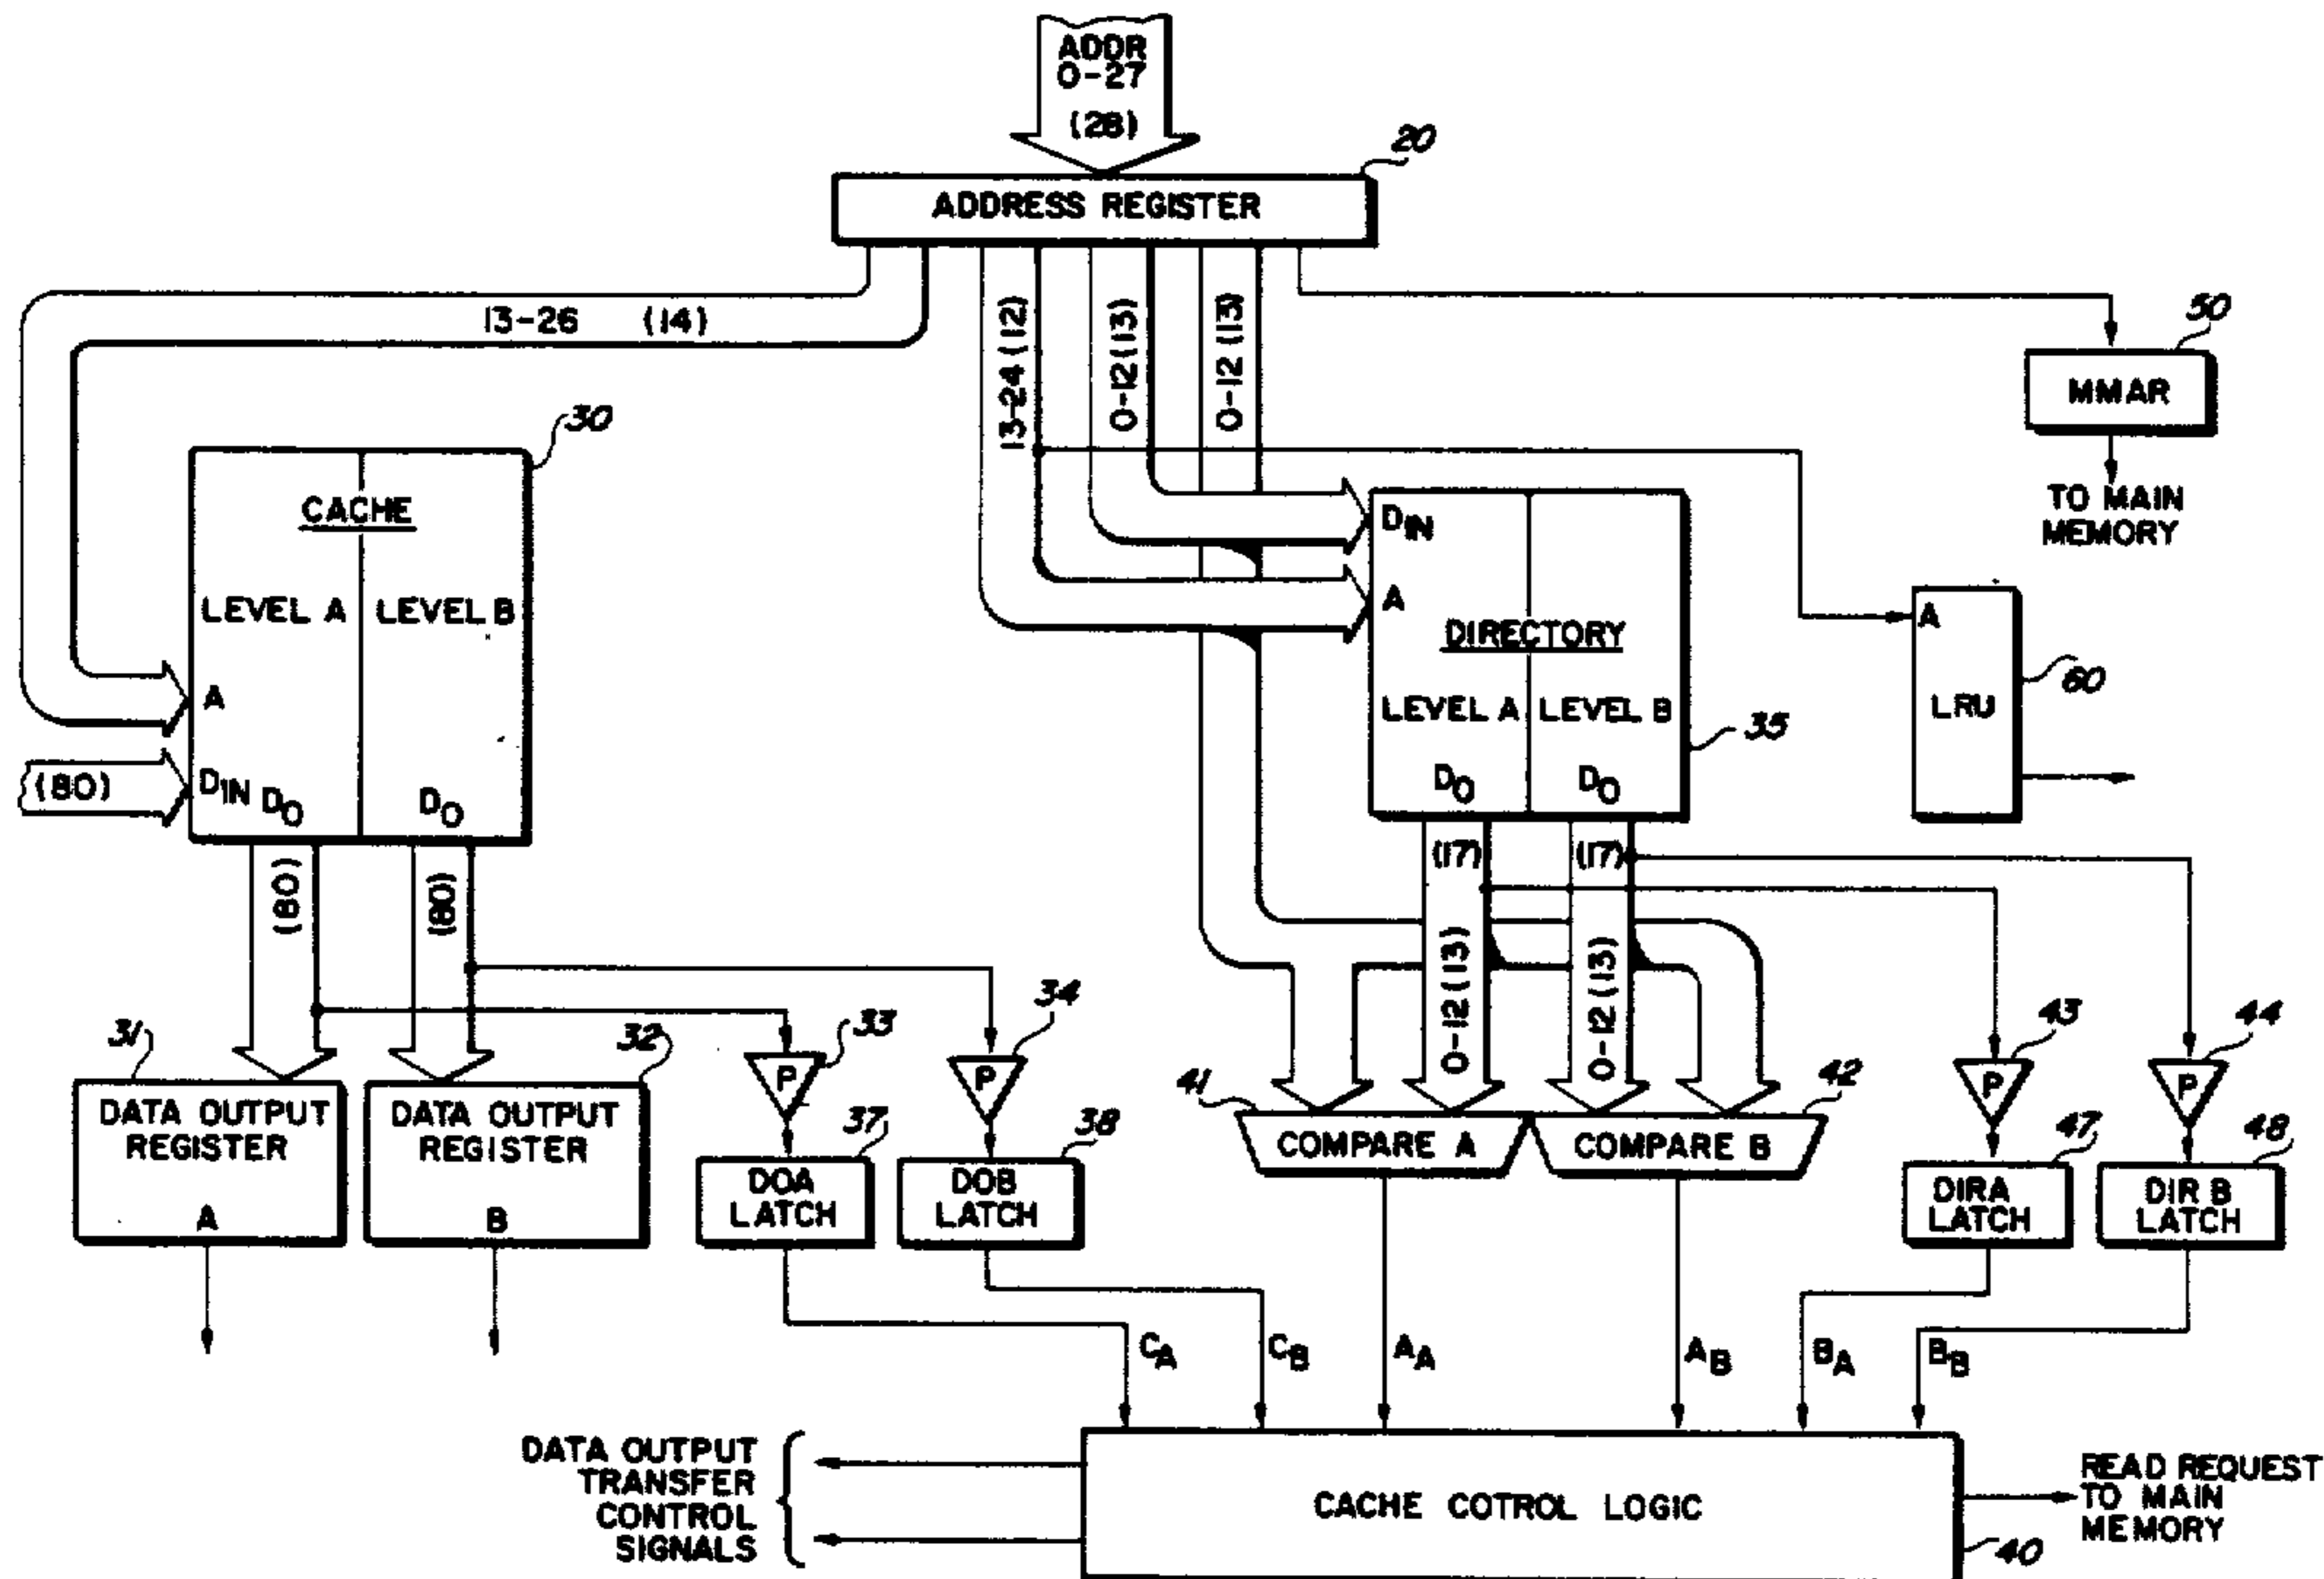 ADDR
0-27
(28)
20
ADDRESS REGISTER
13-26 (14)
13-24 (12)
0-12 (13)
0-12 (13)
50
MMAR
TO MAIN
MEMORY
30
CACHE
LEVEL A
LEVEL B
A
(80)
DIN
DO
DO
DIN
A
DIRECTORY
LEVEL A
LEVEL B
DO
DO
35
A
LRU
60
(80)
(80)
(17)
(17)
0-12 (13)
0-12 (13)
31
DATA OUTPUT
REGISTER
A
32
DATA OUTPUT
REGISTER
B
33
P
34
P
37
DOA
LATCH
38
DOB
LATCH
41
COMPARE A
42
COMPARE B
43
P
44
P
47
DIRA
LATCH
48
DIR B
LATCH
CA
CB
AA
AB
BA
BB
DATA OUTPUT
TRANSFER
CONTROL
SIGNALS
CACHE COTROL LOGIC
READ REQUEST
TO MAIN
MEMORY
40